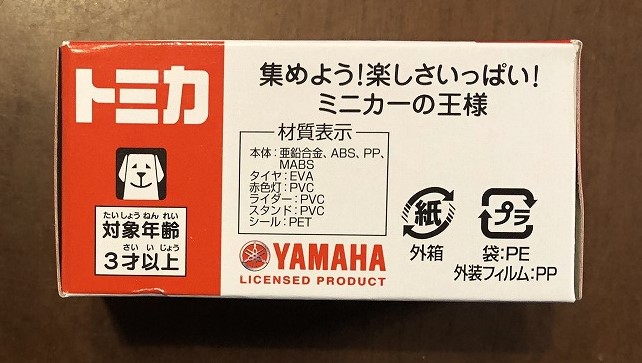 トミカ
集めよう!楽しさいっぱい!
ミニカーの王様
材質表示
本体:亜鉛合金、ABS、PP、
MABS
タイヤ:EVA
赤色灯:PVC
ライダー:PVC
スタンド:PVC
シール:PET
たいしょうねんれい
対象年齢
さいいじょう
3才以上
YAMAHA
LICENSED PRODUCT
紙
外箱
プラ
袋:PE
外装フィルム:PP